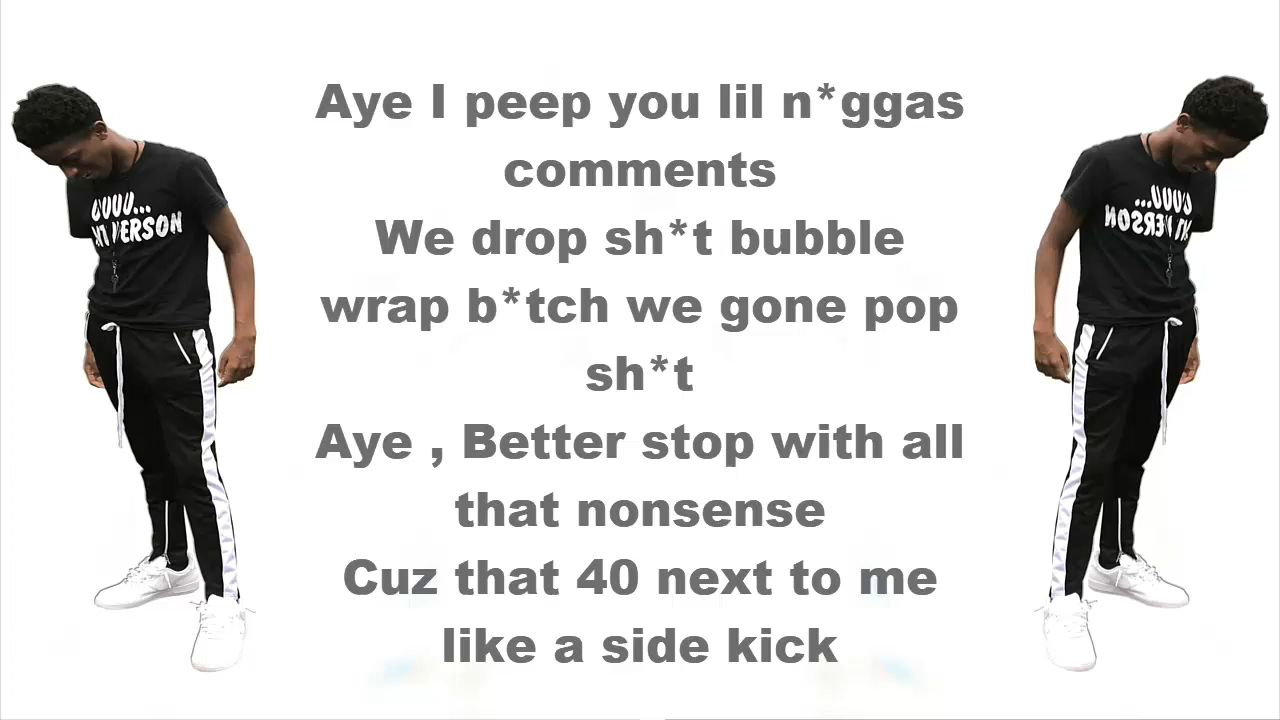 Aye I peep you lil n*ggas
comments
We drop sh*t bubble
wrap b*tch we gone pop
sh*t
Aye , Better stop with all
that nonsense
Cuz that 40 next to me
like a side kick